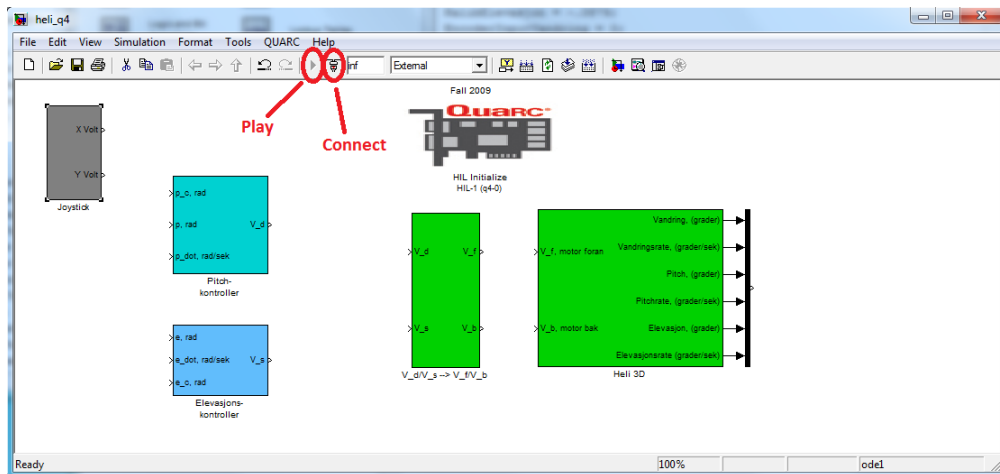 heli_q4
File Edit View Simulation Format Tools QUARC Help
inf External
Play
Connect
Fall 2009
QUARC
HIL Initialize
HIL-1 (q4-0)
X Volt
Y Volt
Joystick
p_c, rad
p, rad V_d
p_dot, rad/sek
Pitch-
kontroller
e, rad
e_dot, rad/sek V_s
e_c, rad
Elevasjons-
kontroller
V_d V_f
V_s V_b
V_d/V_s --> V_f/V_b
Vandring, (grader)
V_f, motor foran Vandringsrate, (grader/sek)
Pitch, (grader)
Pitchrate, (grader/sek)
V_b, motor bak Elevasjon, (grader)
Elevasjonsrate (grader/sek)
Heli 3D
Ready 100% ode1